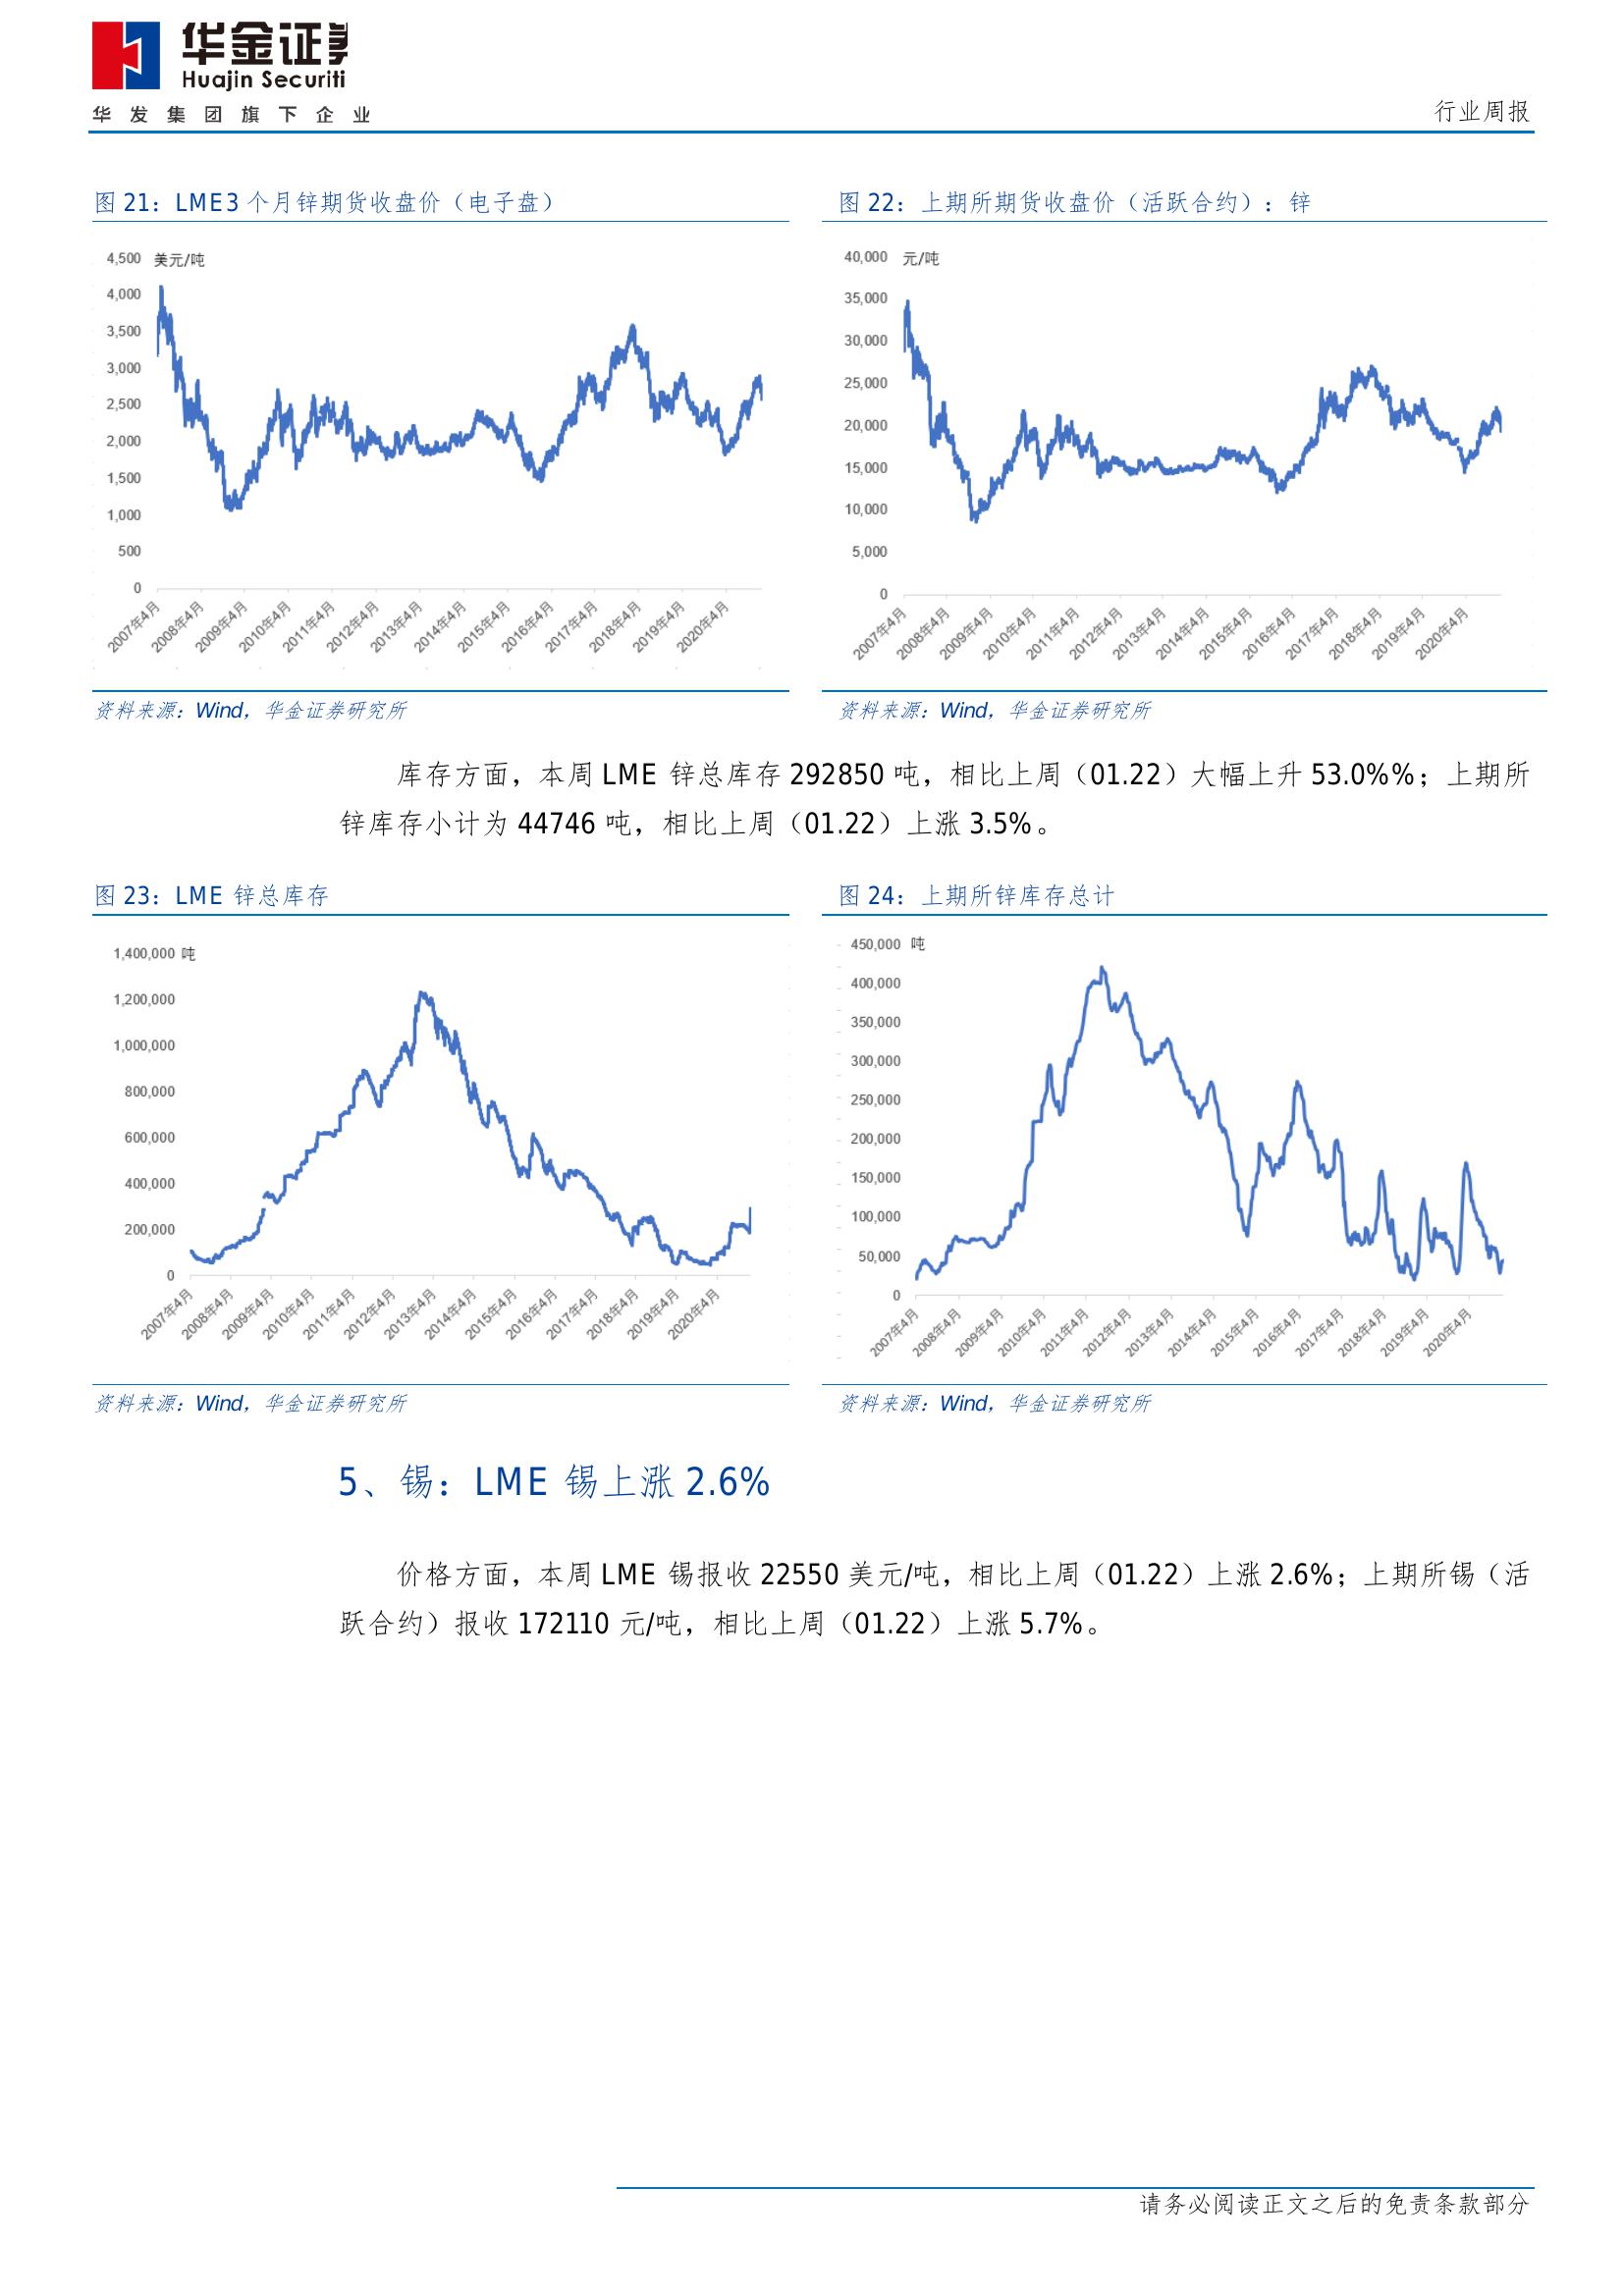 华金证券
Huajin Securiti
华发集团旗下企业
行业周报
图 21：LME3 个月锌期货收盘价（电子盘）
4,500 美元/吨
4,000
3,500
3,000
2,500
2,000
1,500
1,000
500
0
2007年4月 2008年4月 2009年4月 2010年4月 2011年4月 2012年4月 2013年4月 2014年4月 2015年4月 2016年4月 2017年4月 2018年4月 2019年4月 2020年4月
资料来源：Wind，华金证券研究所
图 22：上期所期货收盘价（活跃合约）：锌
40,000 元/吨
35,000
30,000
25,000
20,000
15,000
10,000
5,000
0
2007年4月 2008年4月 2009年4月 2010年4月 2011年4月 2012年4月 2013年4月 2014年4月 2015年4月 2016年4月 2017年4月 2018年4月 2019年4月 2020年4月
资料来源：Wind，华金证券研究所
库存方面，本周 LME 锌总库存 292850 吨，相比上周（01.22）大幅上升 53.0%%；上期所
锌库存小计为 44746 吨，相比上周（01.22）上涨 3.5%。
图 23：LME 锌总库存
1,400,000 吨
1,200,000
1,000,000
800,000
600,000
400,000
200,000
0
2007年4月 2008年4月 2009年4月 2010年4月 2011年4月 2012年4月 2013年4月 2014年4月 2015年4月 2016年4月 2017年4月 2018年4月 2019年4月 2020年4月
资料来源：Wind，华金证券研究所
图 24：上期所锌库存总计
450,000 吨
400,000
350,000
300,000
250,000
200,000
150,000
100,000
50,000
0
2007年4月 2008年4月 2009年4月 2010年4月 2011年4月 2012年4月 2013年4月 2014年4月 2015年4月 2016年4月 2017年4月 2018年4月 2019年4月 2020年4月
资料来源：Wind，华金证券研究所
5、锡：LME 锡上涨 2.6%
价格方面，本周 LME 锡报收 22550 美元/吨，相比上周（01.22）上涨 2.6%；上期所锡（活
跃合约）报收 172110 元/吨，相比上周（01.22）上涨 5.7%。
请务必阅读正文之后的免责条款部分